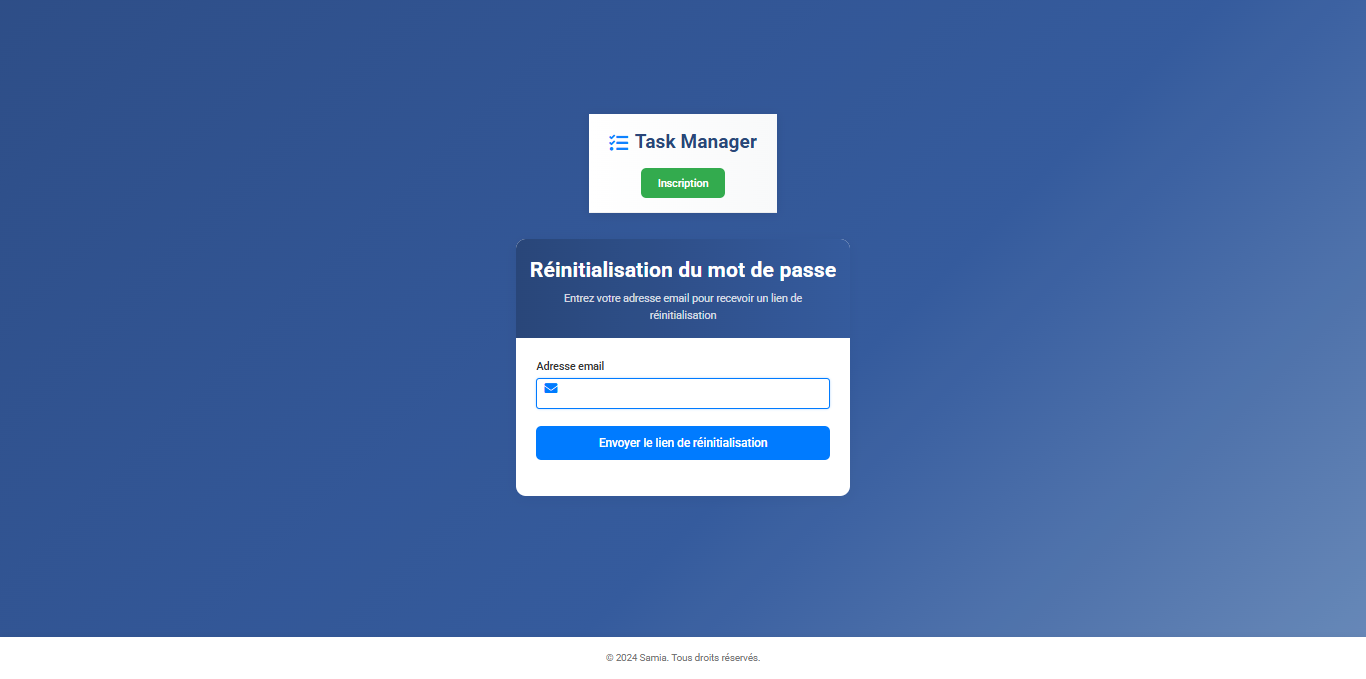 Task Manager
Inscription
Réinitialisation du mot de passe
Entrez votre adresse email pour recevoir un lien de
réinitialisation
Adresse email
Envoyer le lien de réinitialisation
© 2024 Samia. Tous droits réservés.